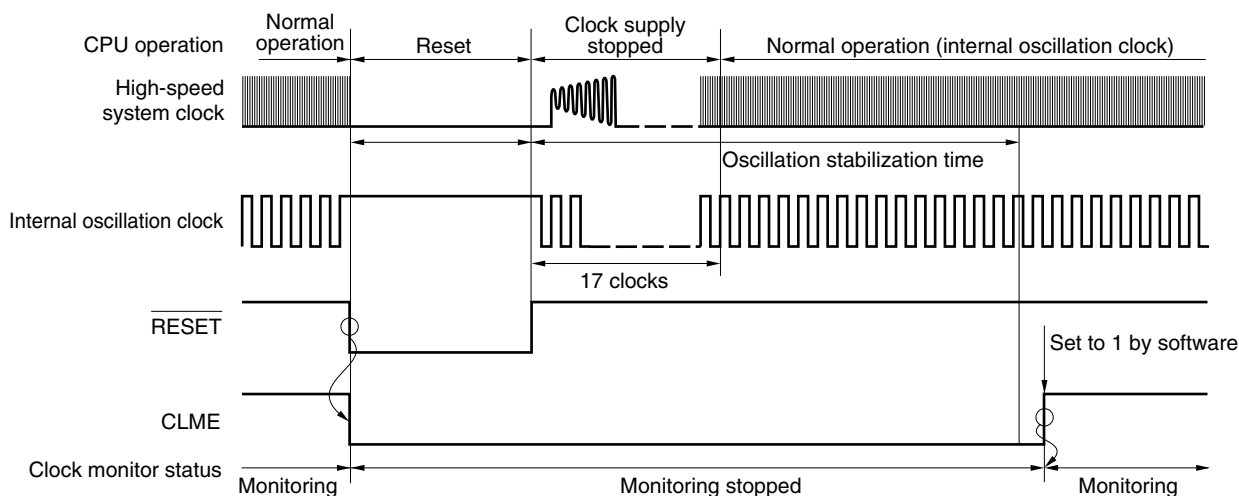 CPU operation
Normal
operation
Reset
Clock supply
stopped
Normal operation (internal oscillation clock)
High-speed
system clock
Oscillation stabilization time
Internal oscillation clock
17 clocks
RESET
Set to 1 by software
CLME
Clock monitor status
Monitoring
Monitoring stopped
Monitoring